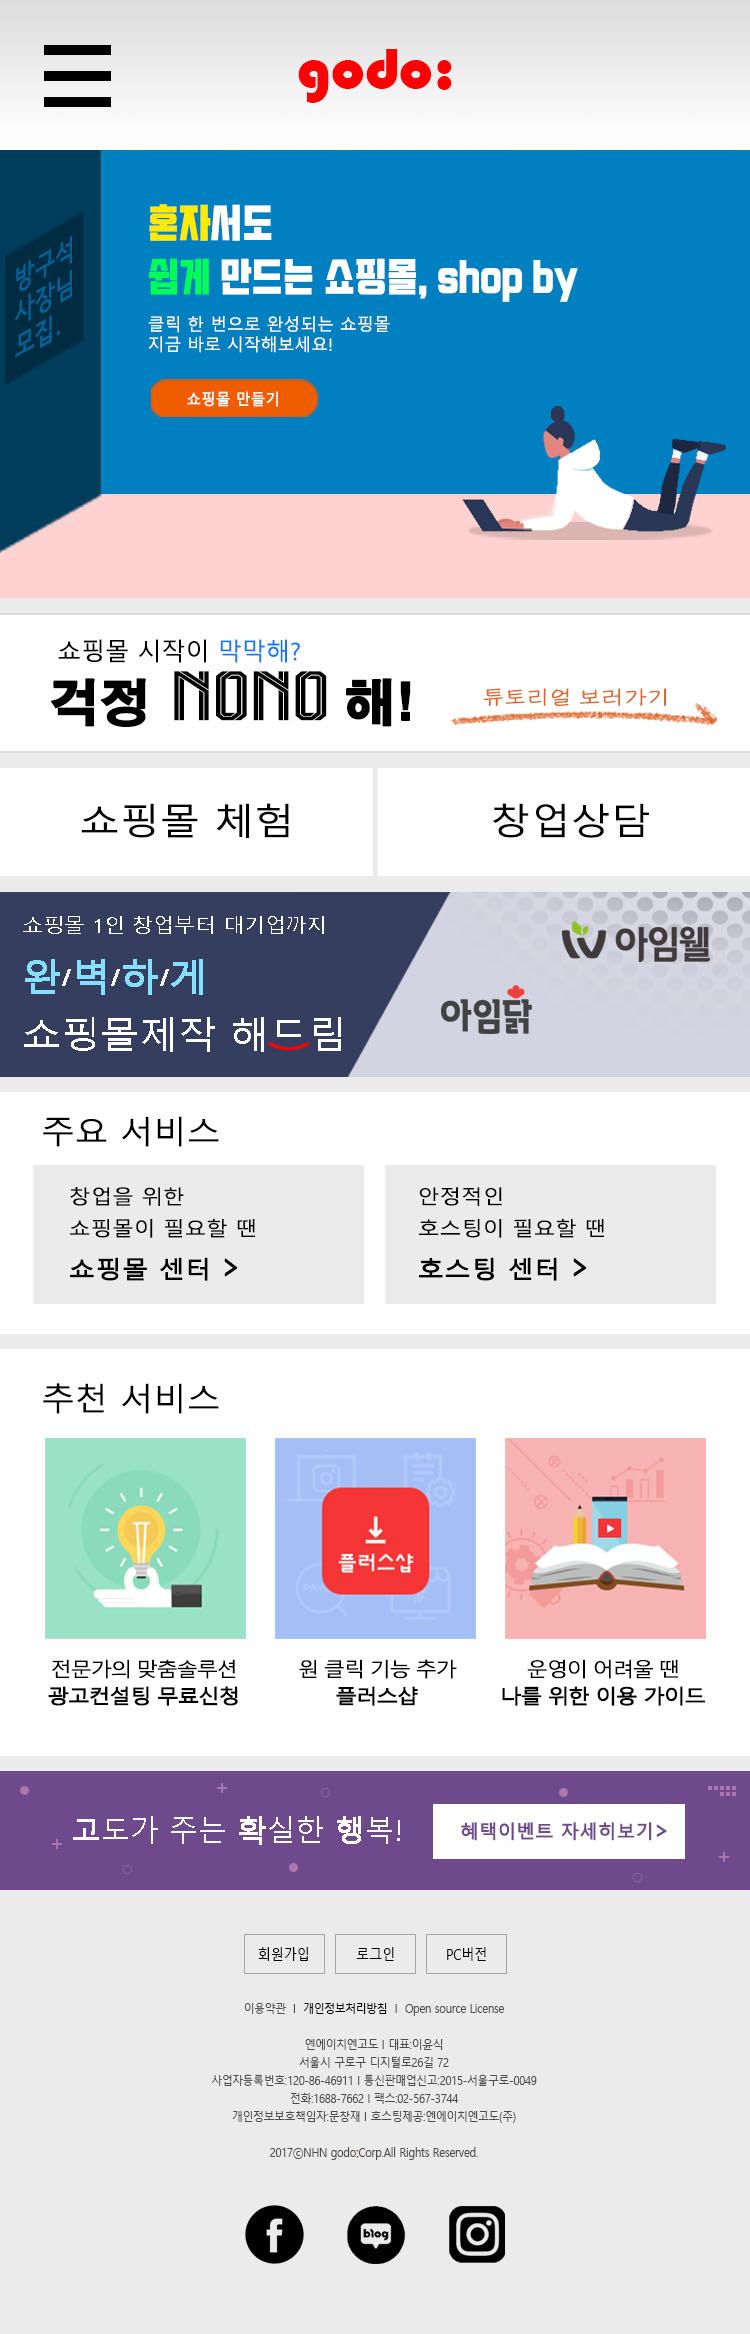 godo:
방구석
사장님
모집.
혼자서도
쉽게 만드는 쇼핑몰, shop by
클릭 한 번으로 완성되는 쇼핑몰
지금 바로 시작해보세요!
쇼핑몰 만들기
쇼핑몰 시작이 막막해?
걱정 NONO 해!
튜토리얼 보러가기
쇼핑몰 체험
창업상담
쇼핑몰 1인 창업부터 대기업까지
완/벽/하/게
쇼핑몰제작 해드림
아임웰
아임닭
주요 서비스
창업을 위한
쇼핑몰이 필요할 땐
쇼핑몰 센터 >
안정적인
호스팅이 필요할 땐
호스팅 센터 >
추천 서비스
플러스샵
PAY
전문가의 맞춤솔루션
광고컨설팅 무료신청
원 클릭 기능 추가
플러스샵
운영이 어려울 땐
나를 위한 이용 가이드
고도가 주는 확실한 행복!
혜택이벤트 자세히보기>
회원가입
로그인
PC버전
이용약관 | 개인정보처리방침 | Open source License
엔에이치엔고도 | 대표:이윤식
서울시 구로구 디지털로26길 72
사업자등록번호:120-86-46911 | 통신판매업신고:2015-서울구로-0049
전화:1688-7662 | 팩스:02-567-3744
개인정보보호책임자:문창재 | 호스팅제공:엔에이치엔고도(주)
2017ⓒNHN godo:Corp.All Rights Reserved.
blog